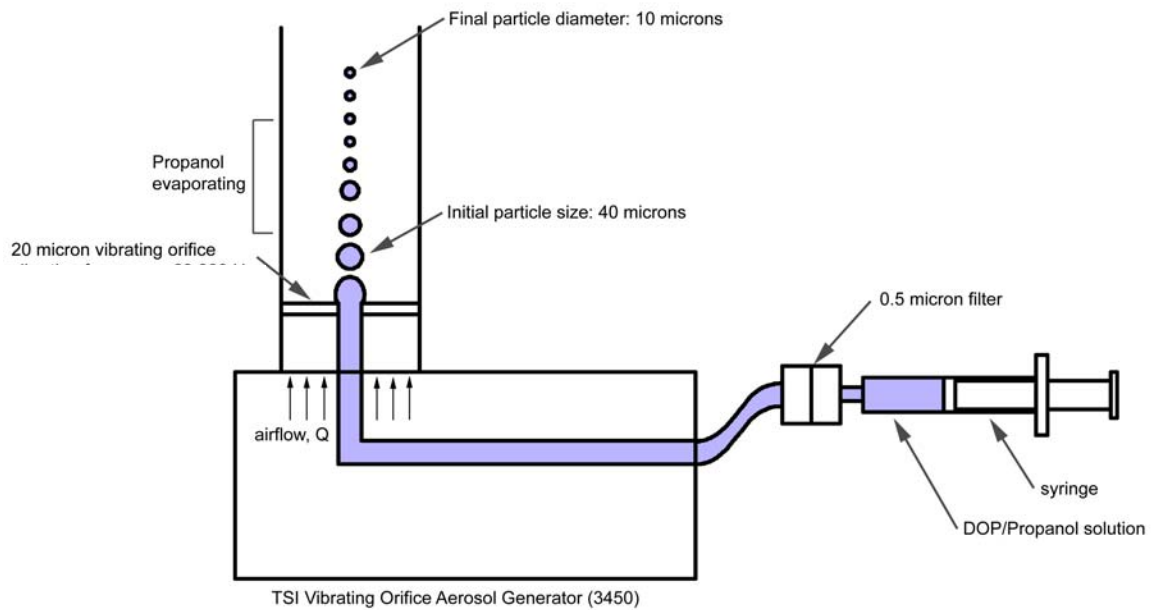 Final particle diameter: 10 microns
Propanol
evaporating
Initial particle size: 40 microns
20 micron vibrating orifice
0.5 micron filter
airflow, Q
syringe
DOP/Propanol solution
TSI Vibrating Orifice Aerosol Generator (3450)